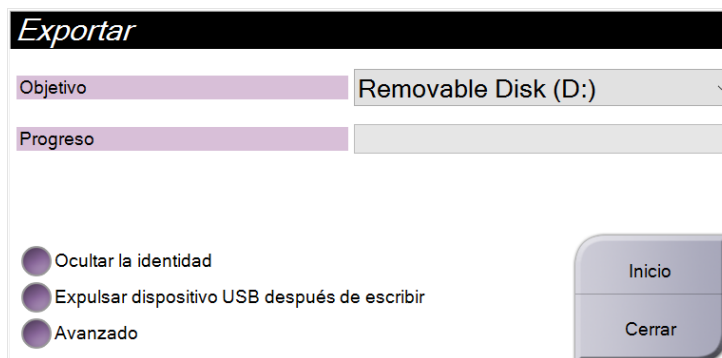 Exportar
Objetivo
Removable Disk (D:)
Progreso
Ocultar la identidad
Expulsar dispositivo USB después de escribir
Avanzado
Inicio
Cerrar